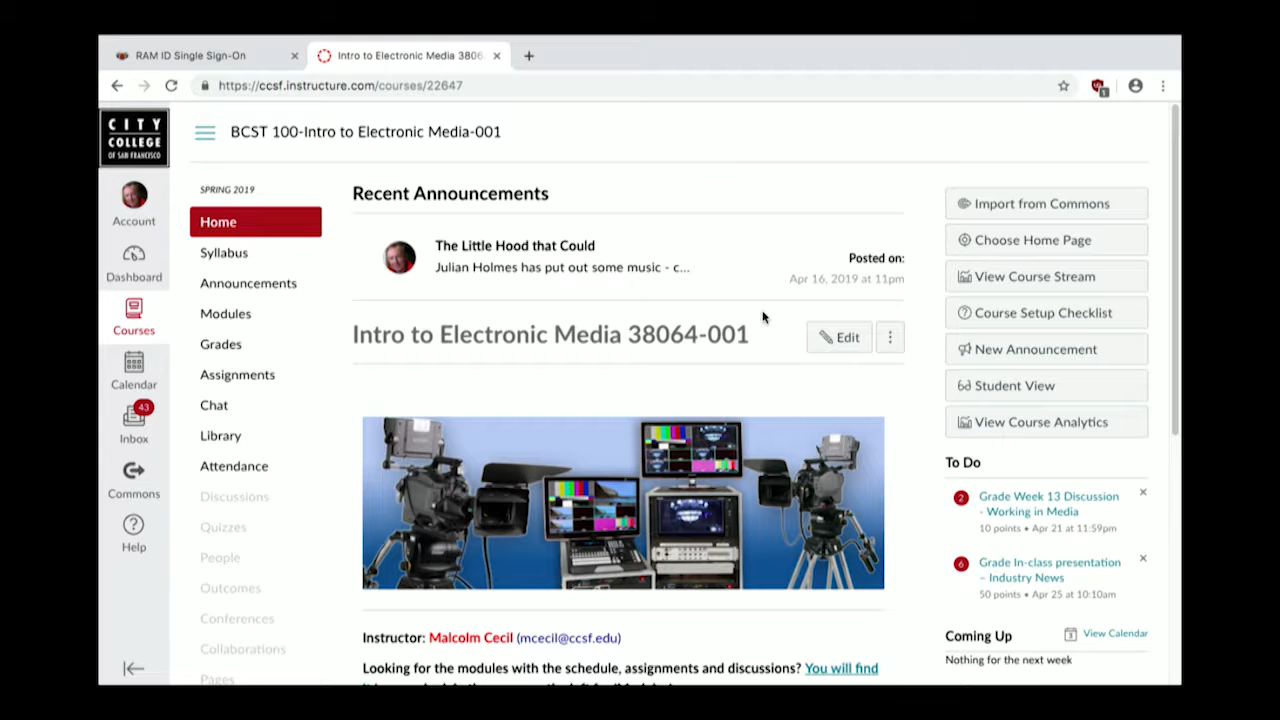 RAM ID Single Sign-On
Intro to Electronic Media 3806
https://ccsf.instructure.com/courses/22647
1
CITY
COLLEGE
OF SAN FRANCISCO
Account
Dashboard
Courses
Calendar
43
Inbox
Commons
Help
BCST 100-Intro to Electronic Media-001
SPRING 2019
Home
Syllabus
Announcements
Modules
Grades
Assignments
Chat
Library
Attendance
Discussions
Quizzes
People
Outcomes
Conferences
Collaborations
Pages
Recent Announcements
The Little Hood that Could
Julian Holmes has put out some music - c...
Posted on:
Apr 16, 2019 at 11pm
Intro to Electronic Media 38064-001
Edit
Instructor: Malcolm Cecil (mcecil@ccsf.edu)
Looking for the modules with the schedule, assignments and discussions? You will find
Import from Commons
Choose Home Page
View Course Stream
Course Setup Checklist
New Announcement
Student View
View Course Analytics
To Do
2
Grade Week 13 Discussion
- Working in Media
10 points • Apr 21 at 11:59pm
6
Grade In-class presentation
– Industry News
50 points • Apr 25 at 10:10am
Coming Up
View Calendar
Nothing for the next week